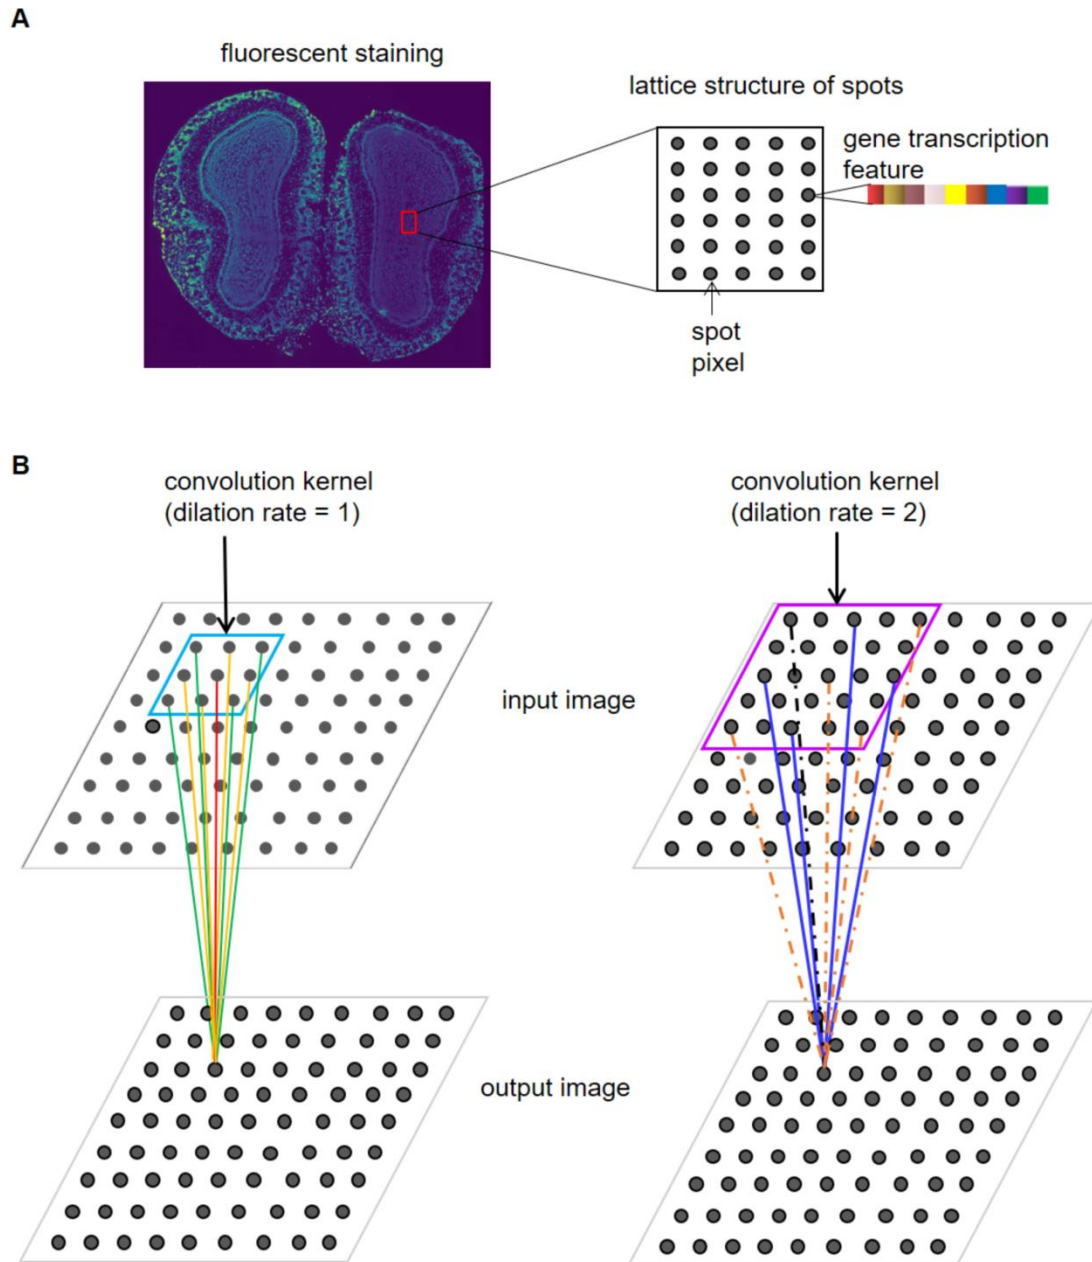 A
fluorescent staining
lattice structure of spots
gene transcription
feature
spot
pixel
B
convolution kernel
(dilation rate = 1)
convolution kernel
(dilation rate = 2)
input image
output image